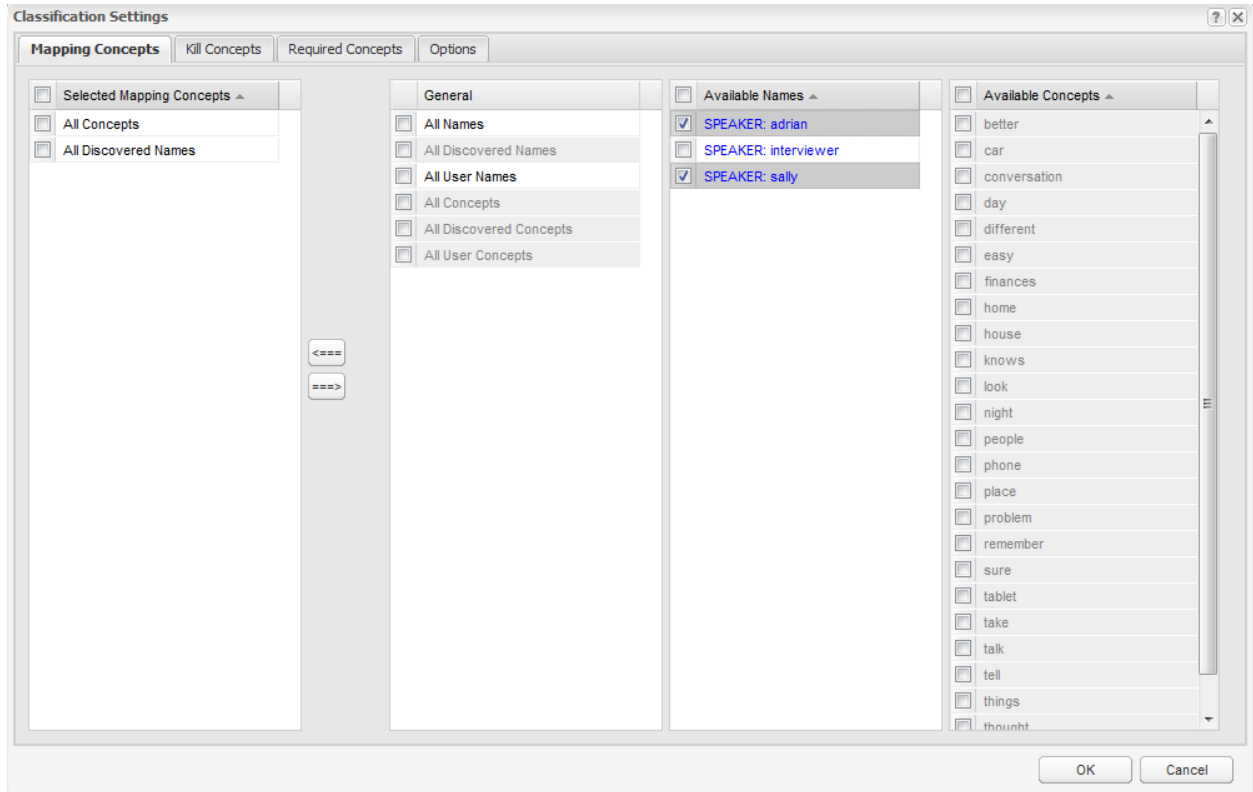 Classification Settings
Mapping Concepts
Kill Concepts
Required Concepts
Options
Selected Mapping Concepts
All Concepts
All Discovered Names
<===
===>
General
All Names
All Discovered Names
All User Names
All Concepts
All Discovered Concepts
All User Concepts
Available Names
SPEAKER: adrian
SPEAKER: interviewer
SPEAKER: sally
Available Concepts
better
car
conversation
day
different
easy
finances
home
house
knows
look
night
people
phone
place
problem
remember
sure
tablet
take
talk
tell
things
thought
OK
Cancel